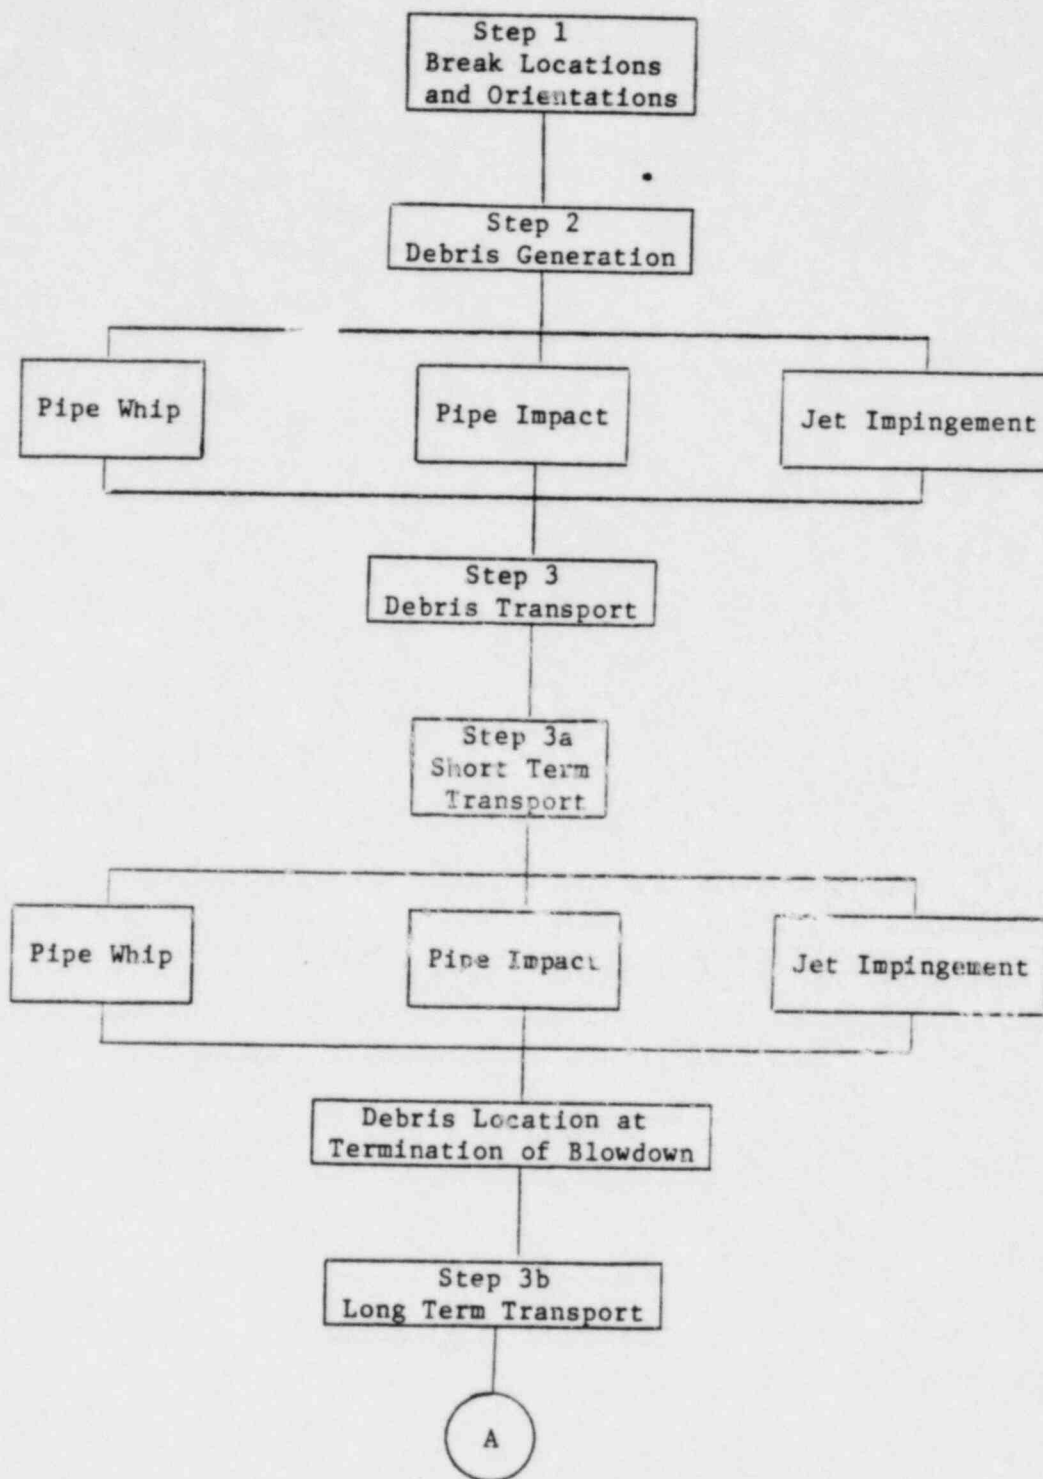 Step 1
Break Locations
and Orientations
Step 2
Debris Generation
Pipe Whip
Pipe Impact
Jet Impingement
Step 3
Debris Transport
Step 3a
Short Term
Transport
Pipe Whip
Pipe Impact
Jet Impingement
Debris Location at
Termination of Blowdown
Step 3b
Long Term Transport
A